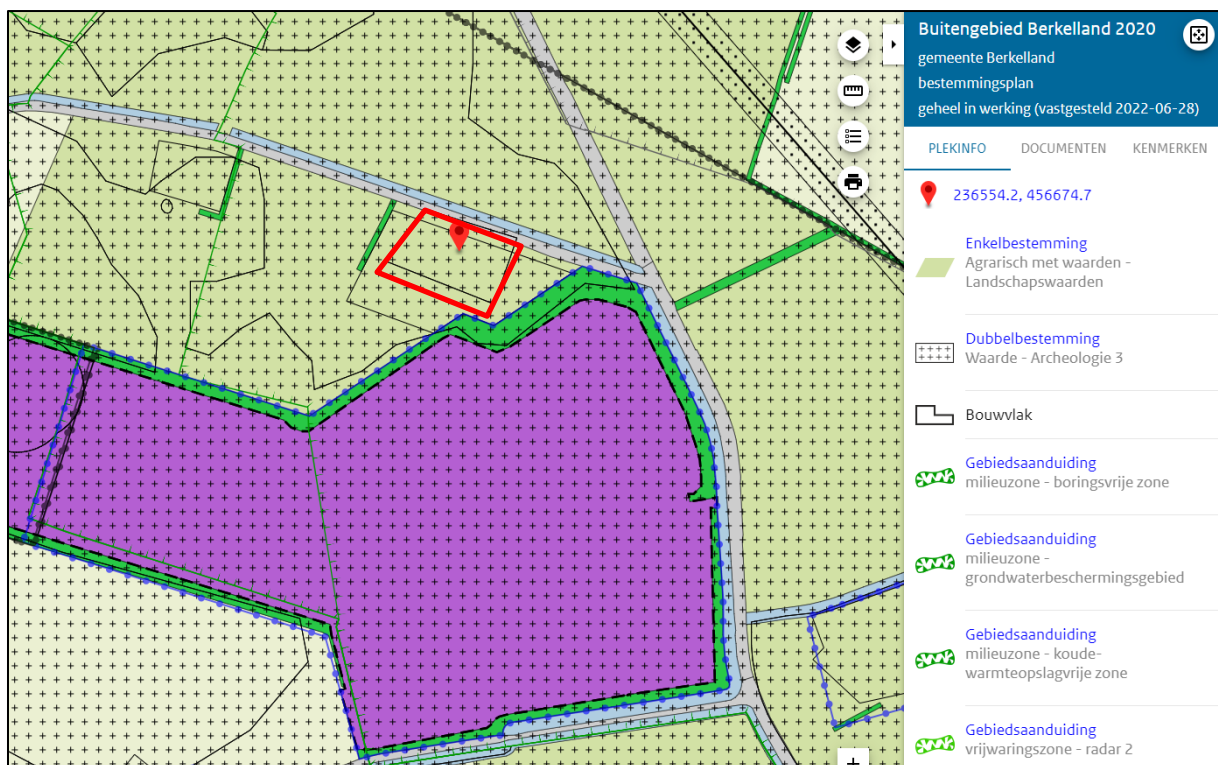 Buitengebied Berkelland 2020
gemeente Berkelland
bestemmingsplan
geheel in werking (vastgesteld 2022-06-28)
PLEKINFO DOCUMENTEN KENMERKEN
236554.2, 456674.7
Enkelbestemming
Agrarisch met waarden -
Landschapswaarden
Dubbelbestemming
Waarde - Archeologie 3
Bouwvlak
Gebiedsaanduiding
milieuzone - boringsvrije zone
Gebiedsaanduiding
milieuzone -
grondwaterbeschermingsgebied
Gebiedsaanduiding
milieuzone - koude-
warmteopslagvrije zone
Gebiedsaanduiding
vrijwaringszone - radar 2